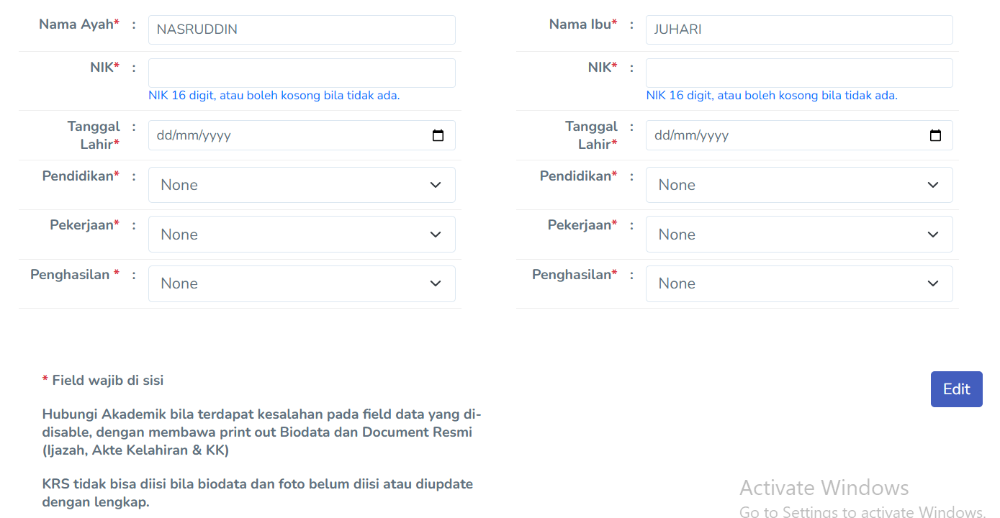 Nama Ayah* : NASRUDDIN
NIK* :
NIK 16 digit, atau boleh kosong bila tidak ada.
Tanggal Lahir* : dd/mm/yyyy
Pendidikan* : None
Pekerjaan* : None
Penghasilan * : None
Nama Ibu* : JUHARI
NIK* :
NIK 16 digit, atau boleh kosong bila tidak ada.
Tanggal Lahir* : dd/mm/yyyy
Pendidikan* : None
Pekerjaan* : None
Penghasilan* : None
* Field wajib di sisi
Edit
Hubungi Akademik bila terdapat kesalahan pada field data yang di-
disable, dengan membawa print out Biodata dan Document Resmi
(Ijazah, Akte Kelahiran & KK)
KRS tidak bisa diisi bila biodata dan foto belum diisi atau diupdate
dengan lengkap.
Activate Windows
Go to Settings to activate Windows.